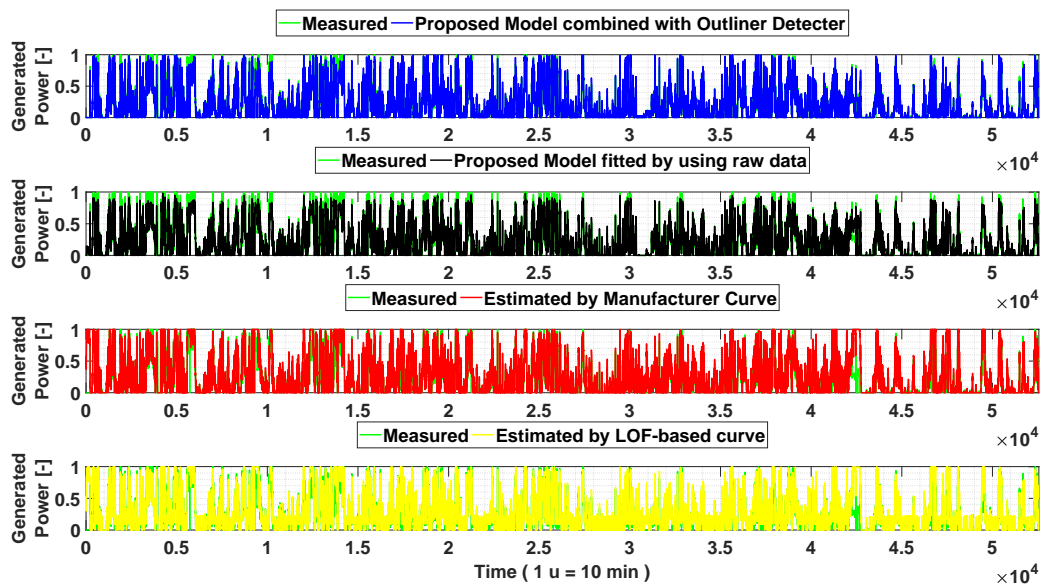 Measured Proposed Model combined with Outliner Detecter
Generated
Power [-]
1
0.5
0
0 0.5 1 1.5 2 2.5 3 3.5 4 4.5 5
×10^4
Measured Proposed Model fitted by using raw data
Generated
Power [-]
1
0.5
0
0 0.5 1 1.5 2 2.5 3 3.5 4 4.5 5
×10^4
Measured Estimated by Manufacturer Curve
Generated
Power [-]
1
0.5
0
0 0.5 1 1.5 2 2.5 3 3.5 4 4.5 5
×10^4
Measured Estimated by LOF-based curve
Generated
Power [-]
1
0.5
0
0 0.5 1 1.5 2 2.5 3 3.5 4 4.5 5
Time ( 1 u = 10 min )
×10^4